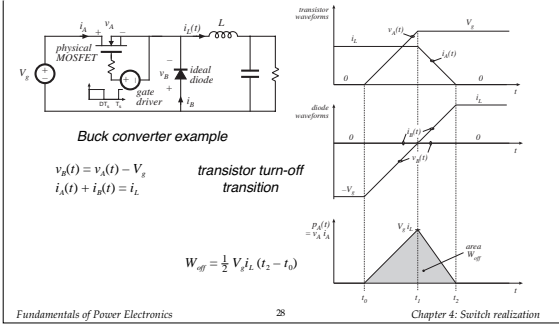 i_A
+ v_A −
i_L(t)
L
physical
MOSFET
V_g
+
−
gate
driver
DT_s T_s
−
v_B
+
ideal
diode
i_B
Buck converter example
v_B(t) = v_A(t) − V_g
i_A(t) + i_B(t) = i_L
transistor turn-off
transition
W_off = 1/2 V_g i_L (t_2 − t_0)
transistor
waveforms
v_A(t)
V_g
i_L
i_A(t)
0
0
t
diode
waveforms
i_L
i_B(t)
0
0
t
v_B(t)
−V_g
p_A(t)
= v_A i_A
V_g i_L
area
W_off
t_0
t_1
t_2
t
Fundamentals of Power Electronics
28
Chapter 4: Switch realization